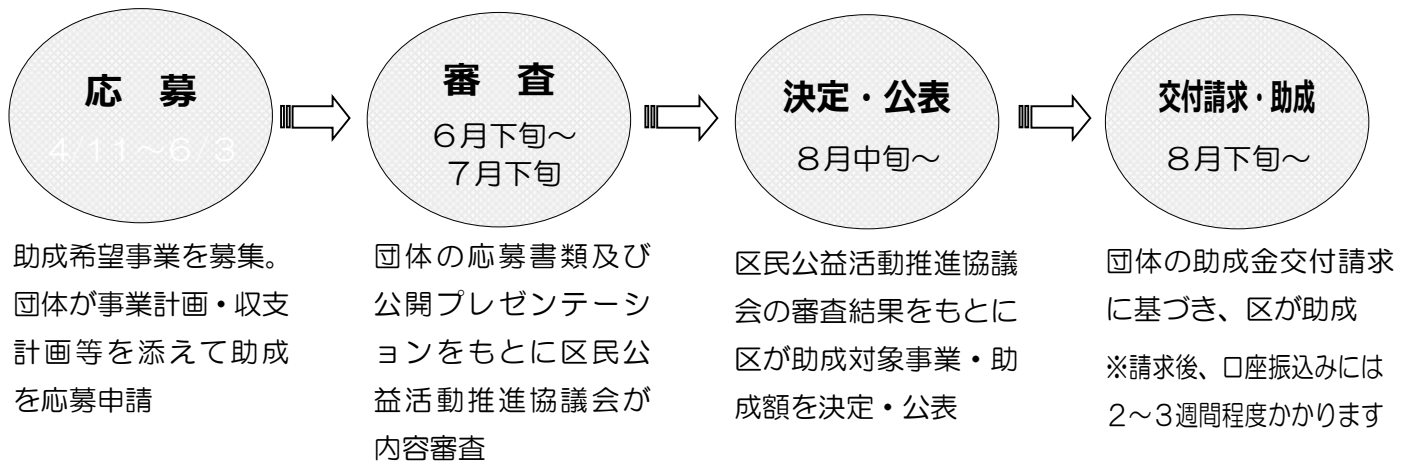 応 募
4/11～6/3
助成希望事業を募集。
団体が事業計画・収支
計画等を添えて助成
を応募申請
審 査
６月下旬～
７月下旬
団体の応募書類及び
公開プレゼンテーシ
ョンをもとに区民公
益活動推進協議会が
内容審査
決定・公表
８月中旬～
区民公益活動推進協議
会の審査結果をもとに
区が助成対象事業・助
成額を決定・公表
交付請求・助成
８月下旬～
団体の助成金交付請求
に基づき、区が助成
※請求後、口座振込みには
２～３週間程度かかります